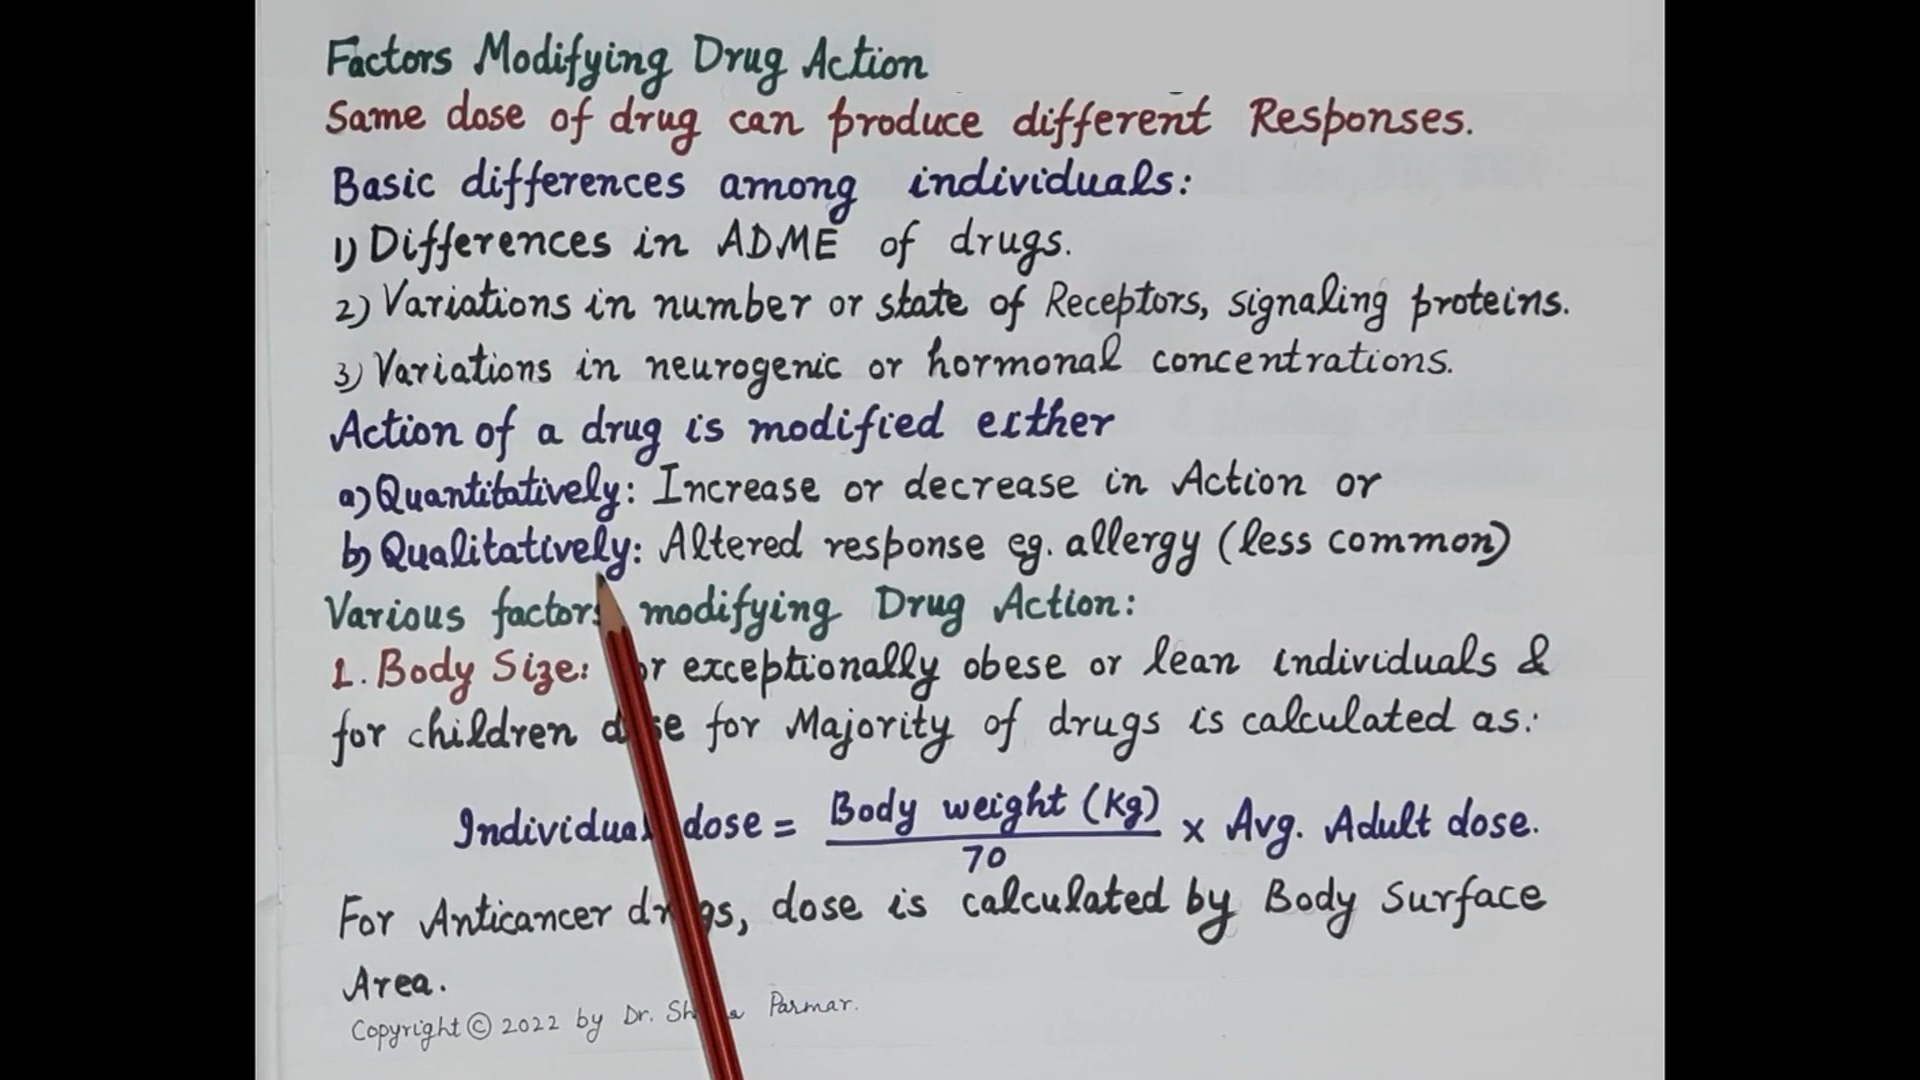 Factors Modifying Drug Action
Same dose of drug can produce different Responses.
Basic differences among individuals:
1) Differences in ADME of drugs.
2) Variations in number or state of Receptors, signaling proteins.
3) Variations in neurogenic or hormonal concentrations.
Action of a drug is modified either
a) Quantitatively: Increase or decrease in Action or
b) Qualitatively: Altered response eg. allergy (less common)
Various factors modifying Drug Action:
1. Body Size: exceptionally obese or lean individuals &
for children dose for Majority of drugs is calculated as:
Individual dose = Body weight (Kg) / 70 x Avg. Adult dose.
For Anticancer drugs, dose is calculated by Body Surface
Area.
Copyright © 2022 by Dr. Parmar.